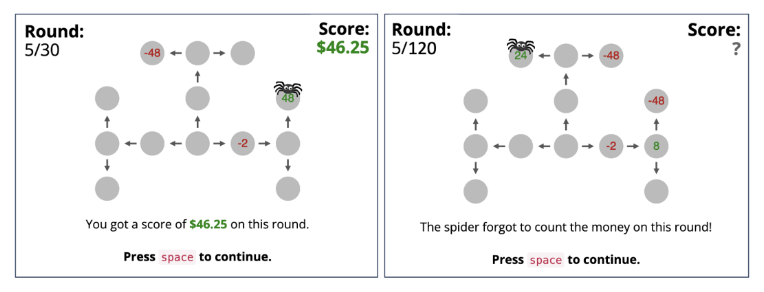 Round:
5/30
Score:
$46.25
-48
48
-2
You got a score of $46.25 on this round.
Press space to continue.
Round:
5/120
Score:
?
24
-48
-48
-2
8
The spider forgot to count the money on this round!
Press space to continue.